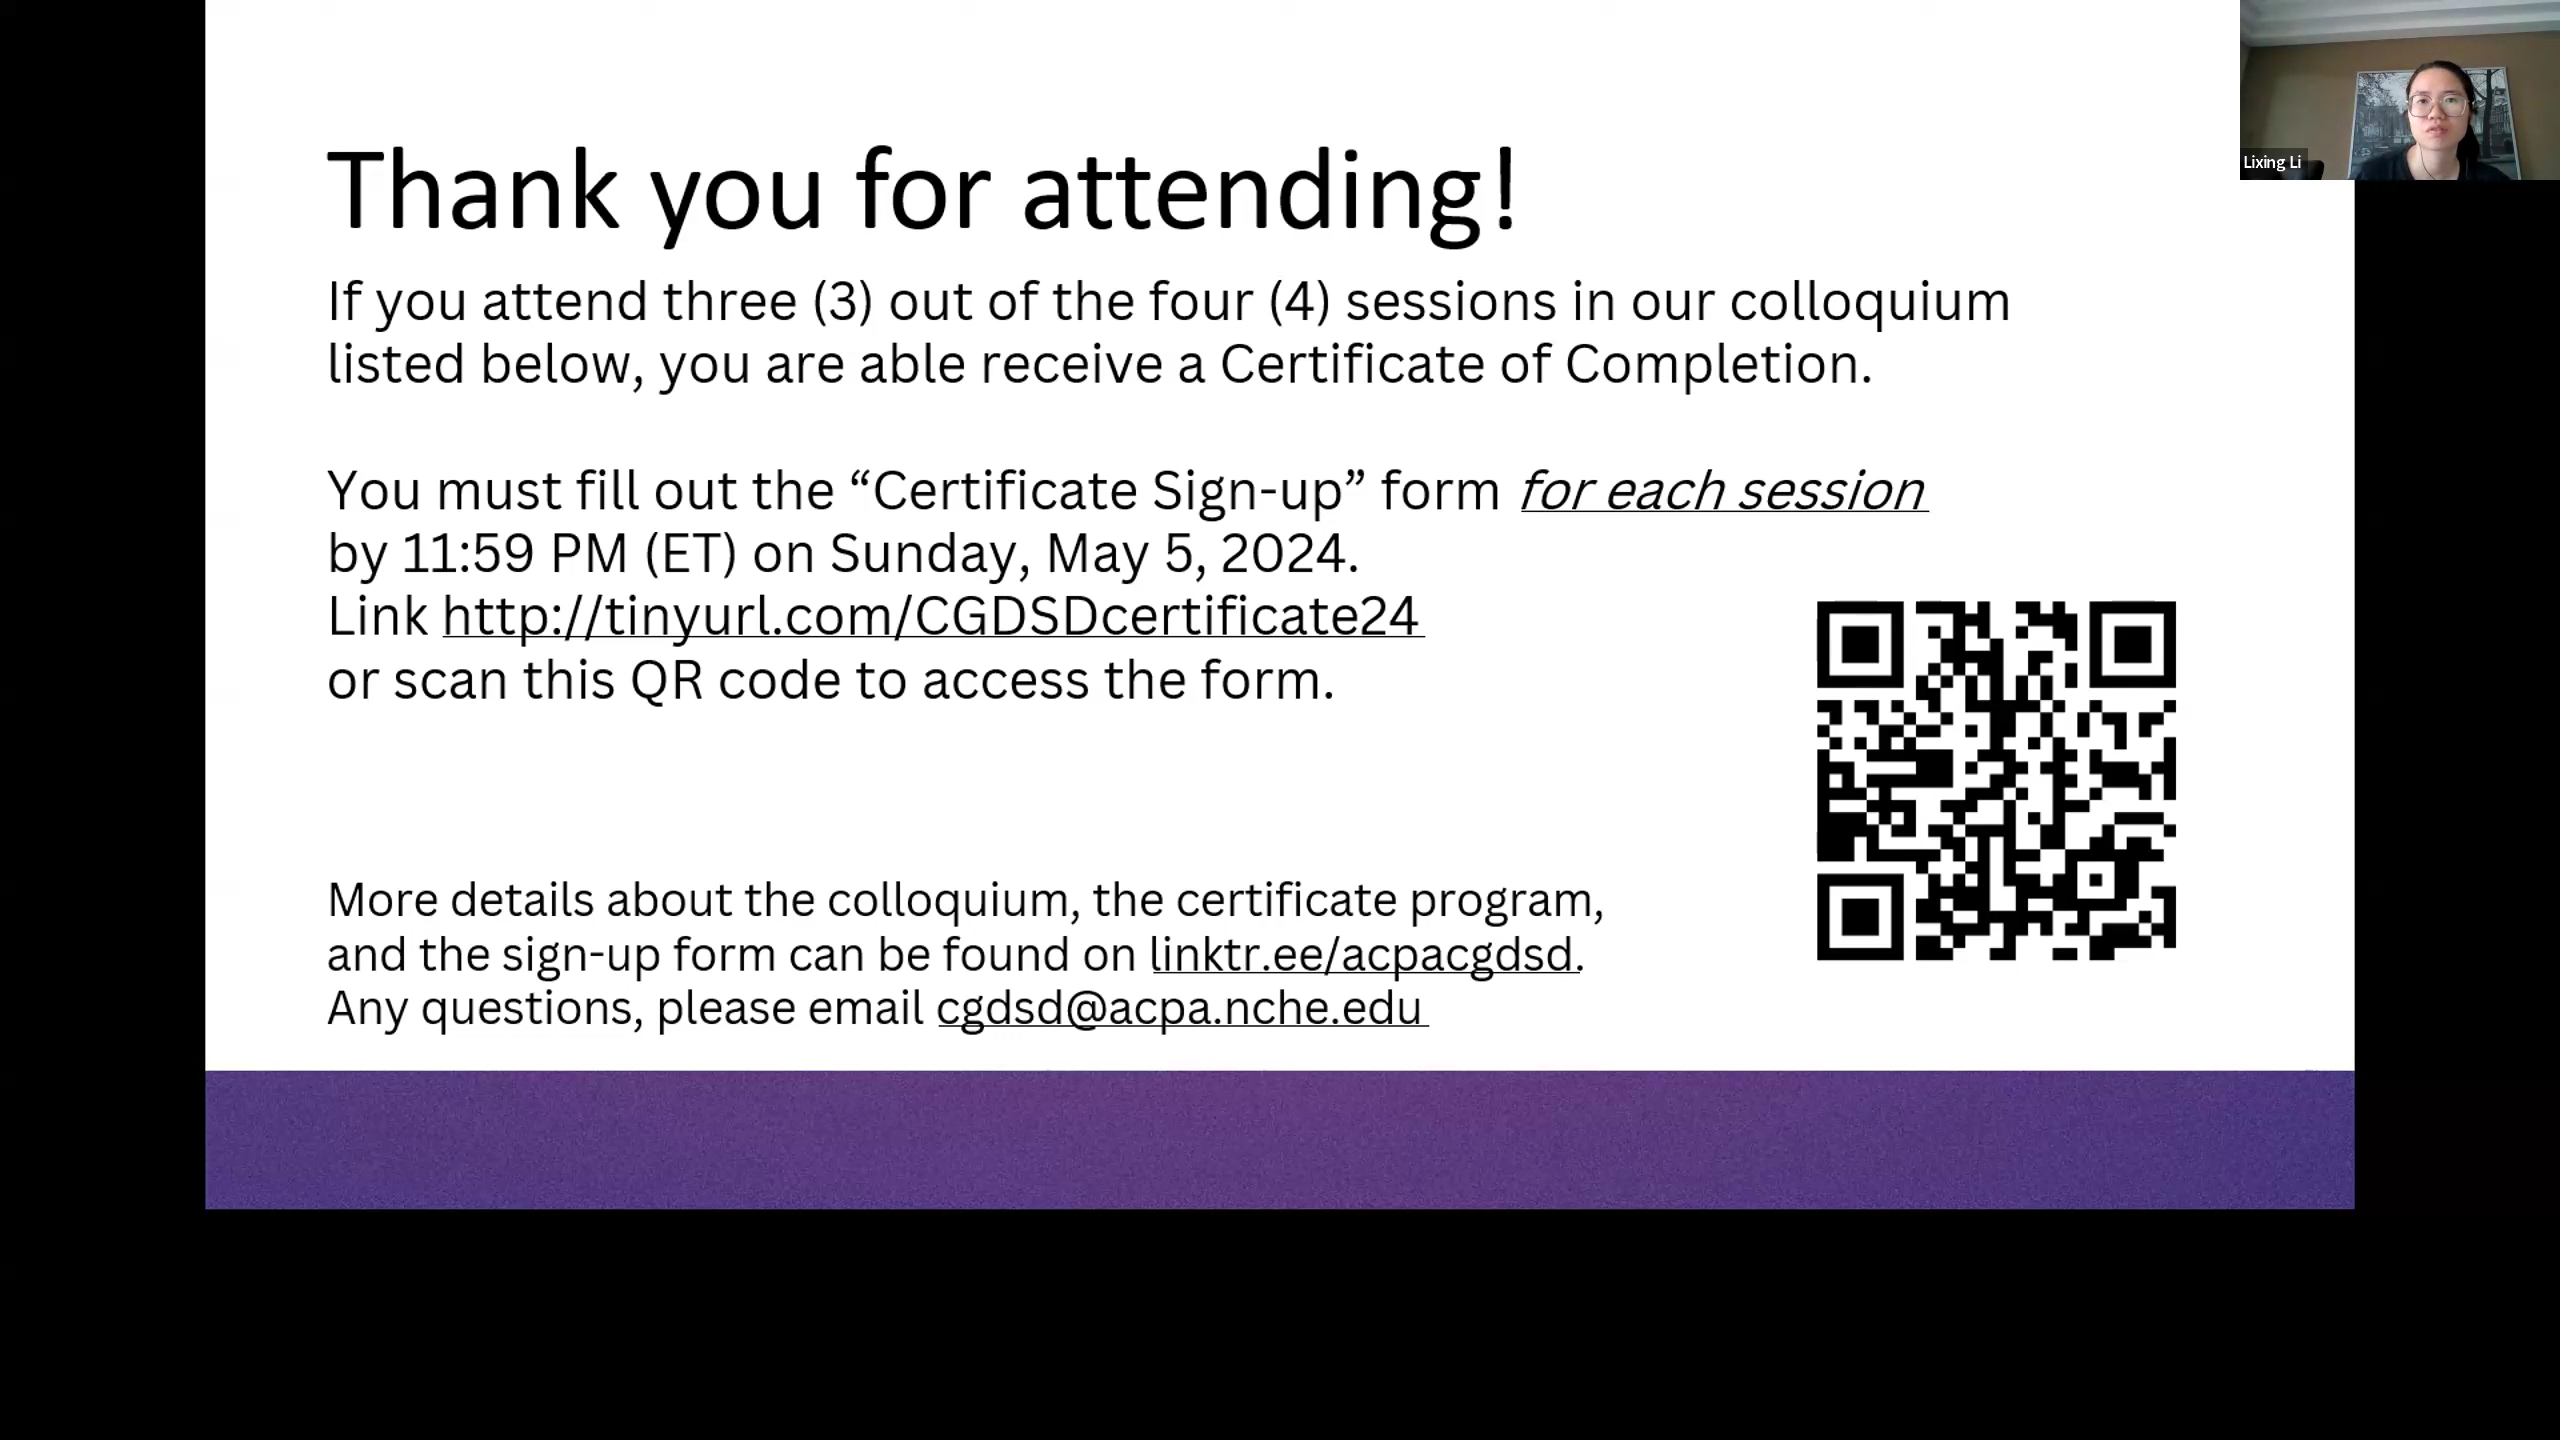 Thank you for attending!
If you attend three (3) out of the four (4) sessions in our colloquium
listed below, you are able receive a Certificate of Completion.
You must fill out the “Certificate Sign-up” form for each session
by 11:59 PM (ET) on Sunday, May 5, 2024.
Link http://tinyurl.com/CGDSDcertificate24
or scan this QR code to access the form.
More details about the colloquium, the certificate program,
and the sign-up form can be found on linktr.ee/acpacgdsd.
Any questions, please email cgdsd@acpa.nche.edu
Lixing Li